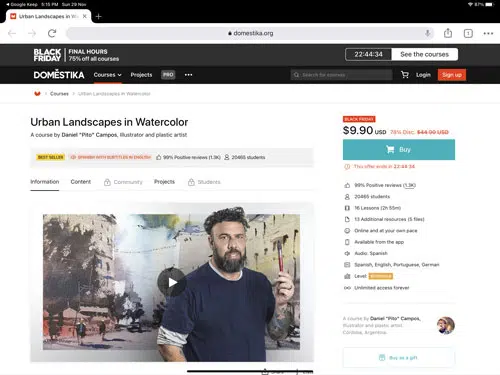 Google Keep 5:15 PM Sun 29 Nov
Urban Landscapes in Wa
domestika.org
BLACK FRIDAY
FINAL HOURS
75% off all courses
22:44:34
See the courses
DOMESTIKA
Courses
Projects
PRO
Search 6k courses
Login
Sign up
Courses
Urban Landscapes in Watercolor
Urban Landscapes in Watercolor
A course by Daniel "Pito" Campos, Illustrator and plastic artist
BEST SELLER
SPANISH WITH SUBTITLES IN ENGLISH
99% Positive reviews (1.3K)
20465 students
Information
Content
Community
Projects
Students
BLACK FRIDAY
$9.90 USD
78% Disc.
$44.90 USD
Buy
This offer ends in 22:44:34
99% Positive reviews (1.3K)
20465 students
16 Lessons (2h 55m)
13 Additional resources (5 files)
Online and at your own pace
Available from the app
Audio: Spanish
Spanish, English, Portuguese, German
Level:
Unlimited access forever
A course by Daniel "Pito" Campos,
Illustrator and plastic artist
Córdoba, Argentina.
Buy as a gift
Share